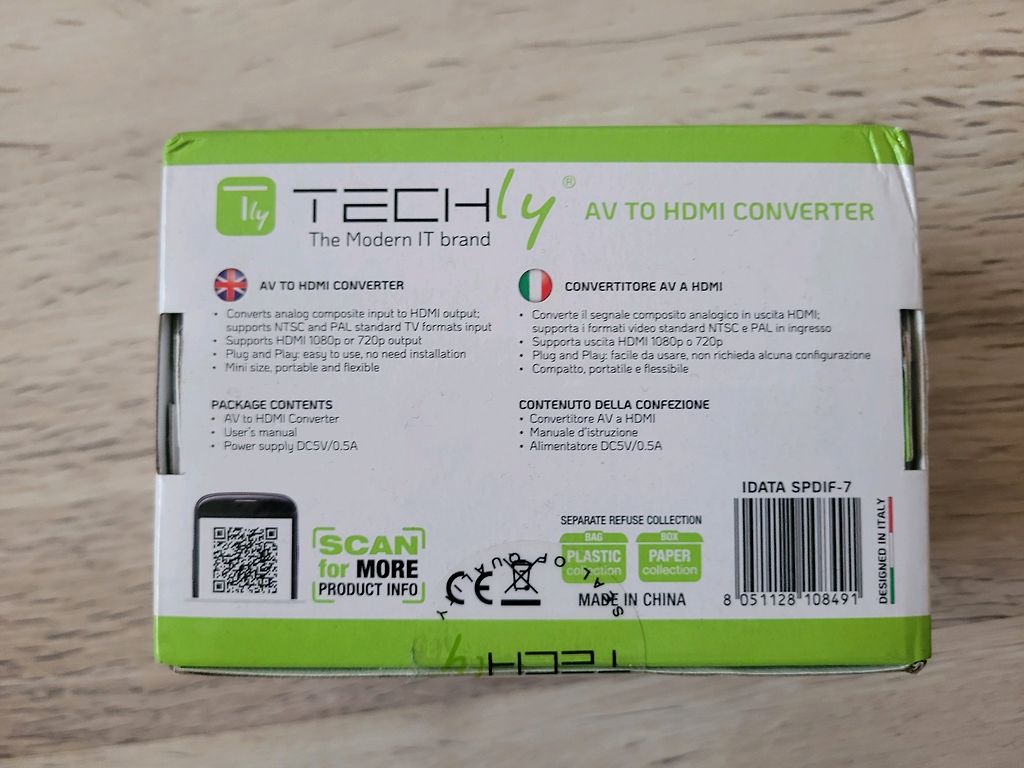 Tly TECHly®
The Modern IT brand
AV TO HDMI CONVERTER
AV TO HDMI CONVERTER
• Converts analog composite input to HDMI output;
supports NTSC and PAL standard TV formats input
• Supports HDMI 1080p or 720p output
• Plug and Play: easy to use, no need installation
• Mini size, portable and flexible
PACKAGE CONTENTS
• AV to HDMI Converter
• User's manual
• Power supply DC5V/0.5A
CONVERTITORE AV A HDMI
• Converte il segnale composito analogico in uscita HDMI;
supporta i formati video standard NTSC e PAL in ingresso
• Supporta uscita HDMI 1080p o 720p
• Plug and Play: facile da usare, non richieda alcuna configurazione
• Compatto, portatile e flessibile
CONTENUTO DELLA CONFEZIONE
• Convertitore AV a HDMI
• Manuale d'istruzione
• Alimentatore DC5V/0.5A
SCAN
for MORE
PRODUCT INFO
CE
SEPARATE REFUSE COLLECTION
BAG
PLASTIC
collection
BOX
PAPER
collection
MADE IN CHINA
IDATA SPDIF-7
8 051128 108491
DESIGNED IN ITALY
TECHly